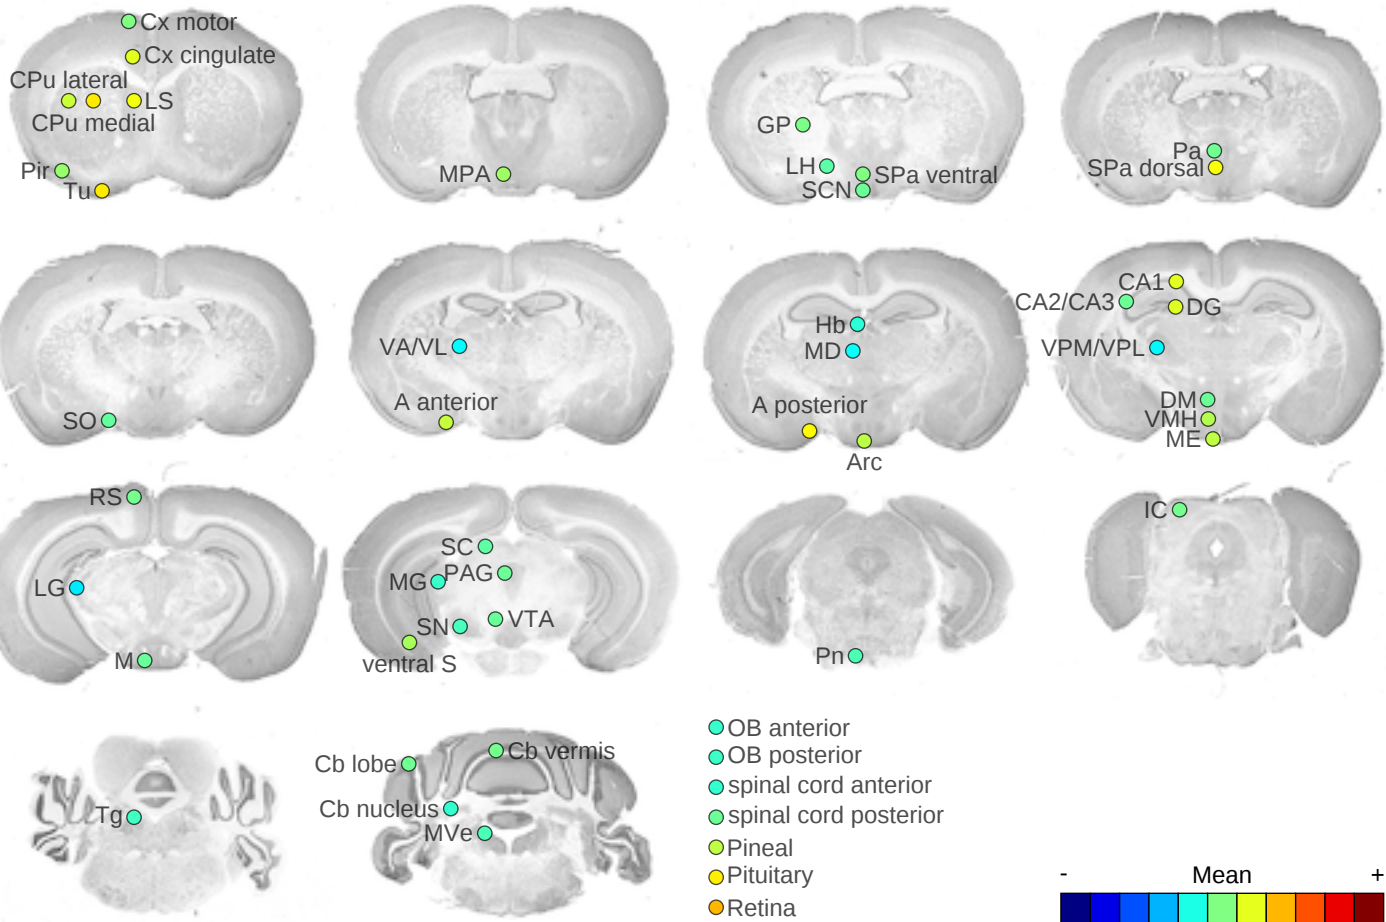 Cx motor
Cx cingulate
CPu lateral
LS
CPu medial
Pir
Tu
MPA
GP
LH
SPa ventral
SCN
Pa
SPa dorsal
SO
VA/VL
A anterior
Hb
MD
A posterior
Arc
CA1
CA2/CA3
DG
VPM/VPL
DM
VMH
ME
RS
LG
M
SC
MG
PAG
SN
VTA
ventral S
Pn
IC
Tg
Cb lobe
Cb vermis
Cb nucleus
MVe
OB anterior
OB posterior
spinal cord anterior
spinal cord posterior
Pineal
Pituitary
Retina
- Mean +